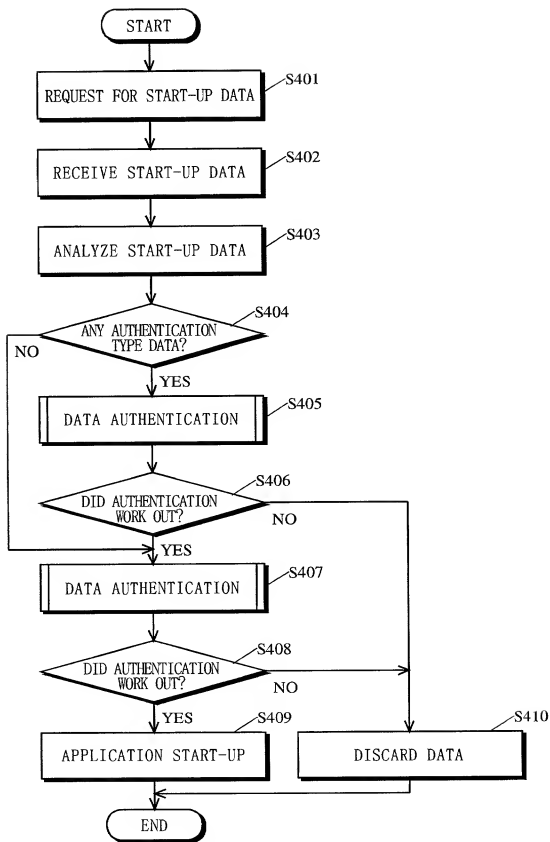 START
REQUEST FOR START-UP DATA
S401
RECEIVE START-UP DATA
S402
ANALYZE START-UP DATA
S403
ANY AUTHENTICATION
TYPE DATA?
S404
NO
YES
DATA AUTHENTICATION
S405
DID AUTHENTICATION
WORK OUT?
S406
NO
YES
DATA AUTHENTICATION
S407
DID AUTHENTICATION
WORK OUT?
S408
NO
YES
APPLICATION START-UP
S409
DISCARD DATA
S410
END